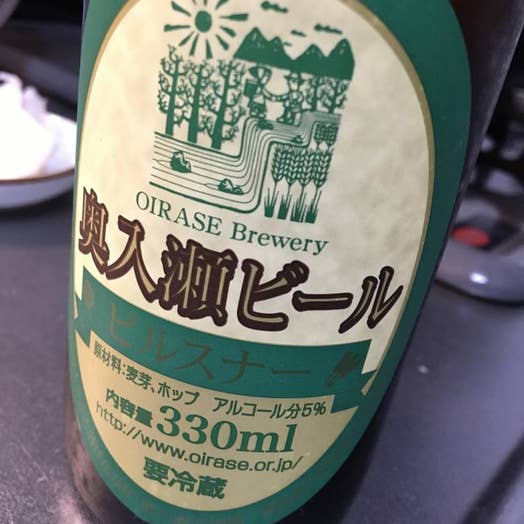 OIRASE Brewery
奥入瀬ビール
ピルスナー
原材料:麦芽、ホップ アルコール分5%
内容量330ml
http://www.oirase.or.jp/
要冷蔵